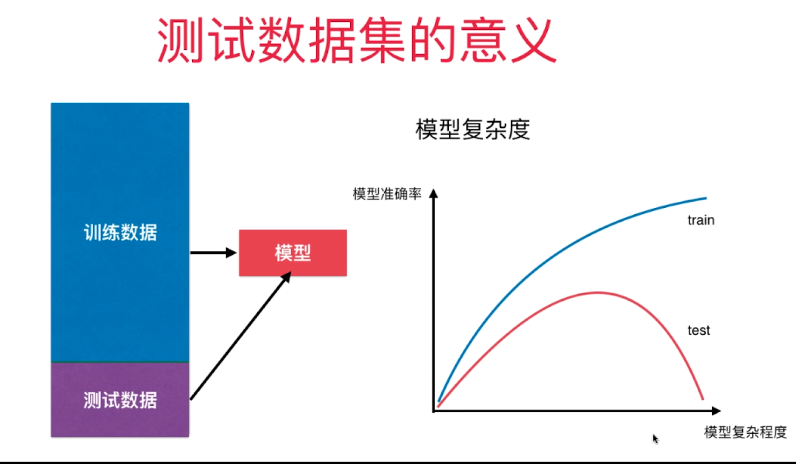 测试数据集的意义
模型复杂度
模型准确率
train
训练数据
模型
test
测试数据
模型复杂程度